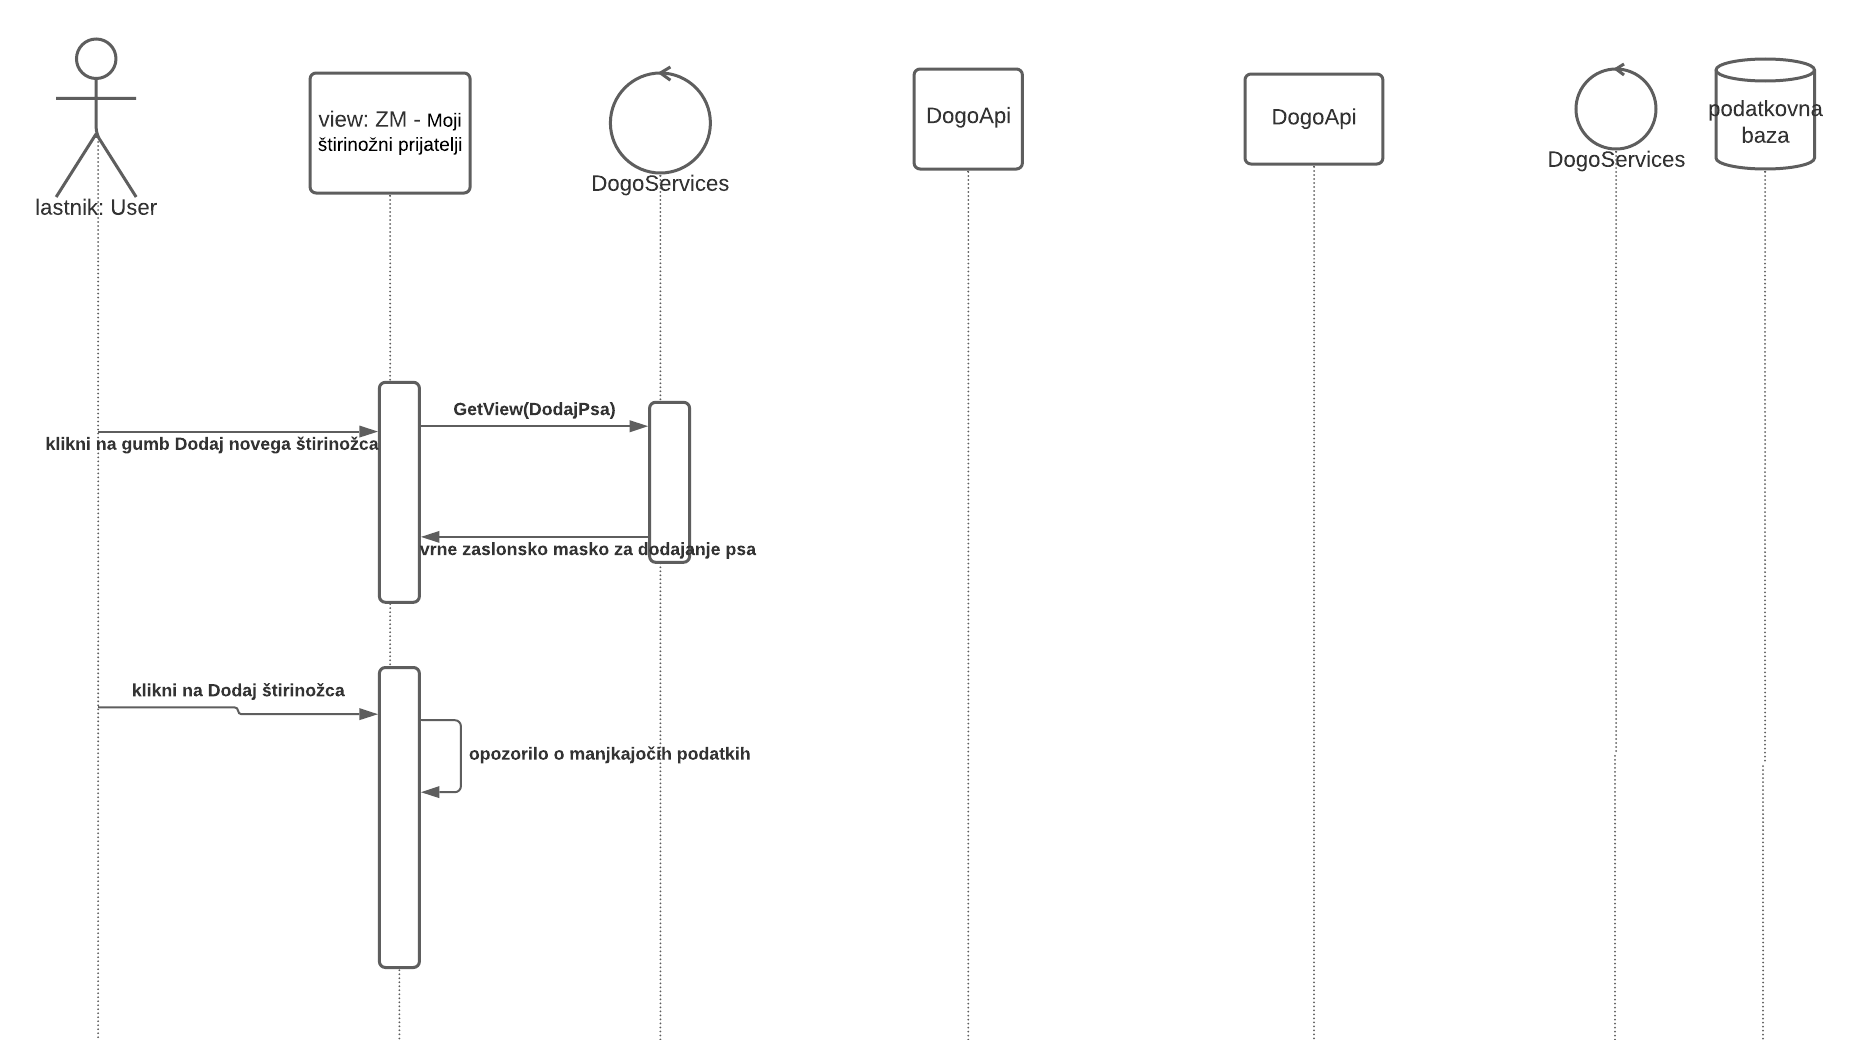 lastnik: User
view: ZM - Moji
štirinožni prijatelji
DogoServices
DogoApi
DogoApi
DogoServices
podatkovna
baza
GetView(DodajPsa)
klikni na gumb Dodaj novega štirinožca
vrne zaslonsko masko za dodajanje psa
klikni na Dodaj štirinožca
opozorilo o manjkajočih podatkih